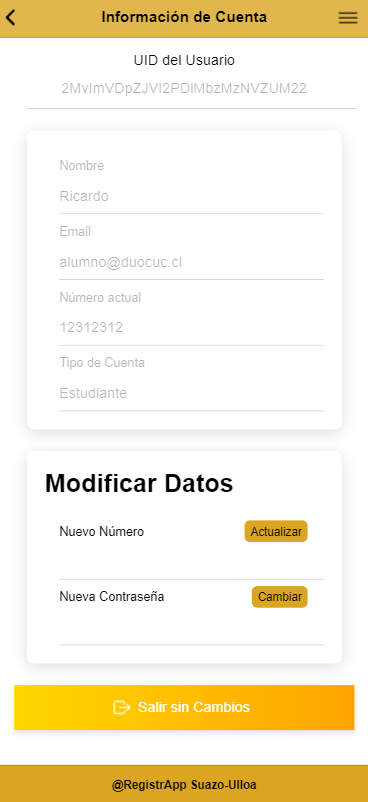 Información de Cuenta
UID del Usuario
2MvImVDpZJVI2PDIMbzMzNVZUM22
Nombre
Ricardo
Email
alumno@duocuc.cl
Número actual
12312312
Tipo de Cuenta
Estudiante
Modificar Datos
Nuevo Número
Actualizar
Nueva Contraseña
Cambiar
Salir sin Cambios
@RegistrApp Suazo-Ulloa